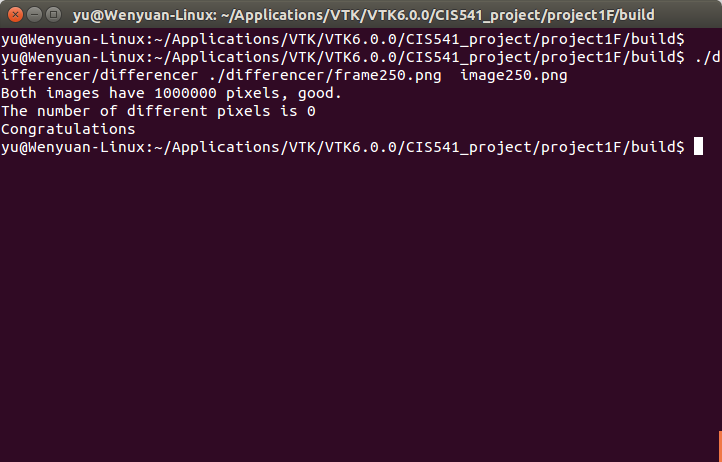 yu@Wenyuan-Linux: ~/Applications/VTK/VTK6.0.0/CIS541_project/project1F/build
yu@Wenyuan-Linux:~/Applications/VTK/VTK6.0.0/CIS541_project/project1F/build$
yu@Wenyuan-Linux:~/Applications/VTK/VTK6.0.0/CIS541_project/project1F/build$ ./d
ifferencer/differencer ./differencer/frame250.png  image250.png
Both images have 1000000 pixels, good.
The number of different pixels is 0
Congratulations
yu@Wenyuan-Linux:~/Applications/VTK/VTK6.0.0/CIS541_project/project1F/build$